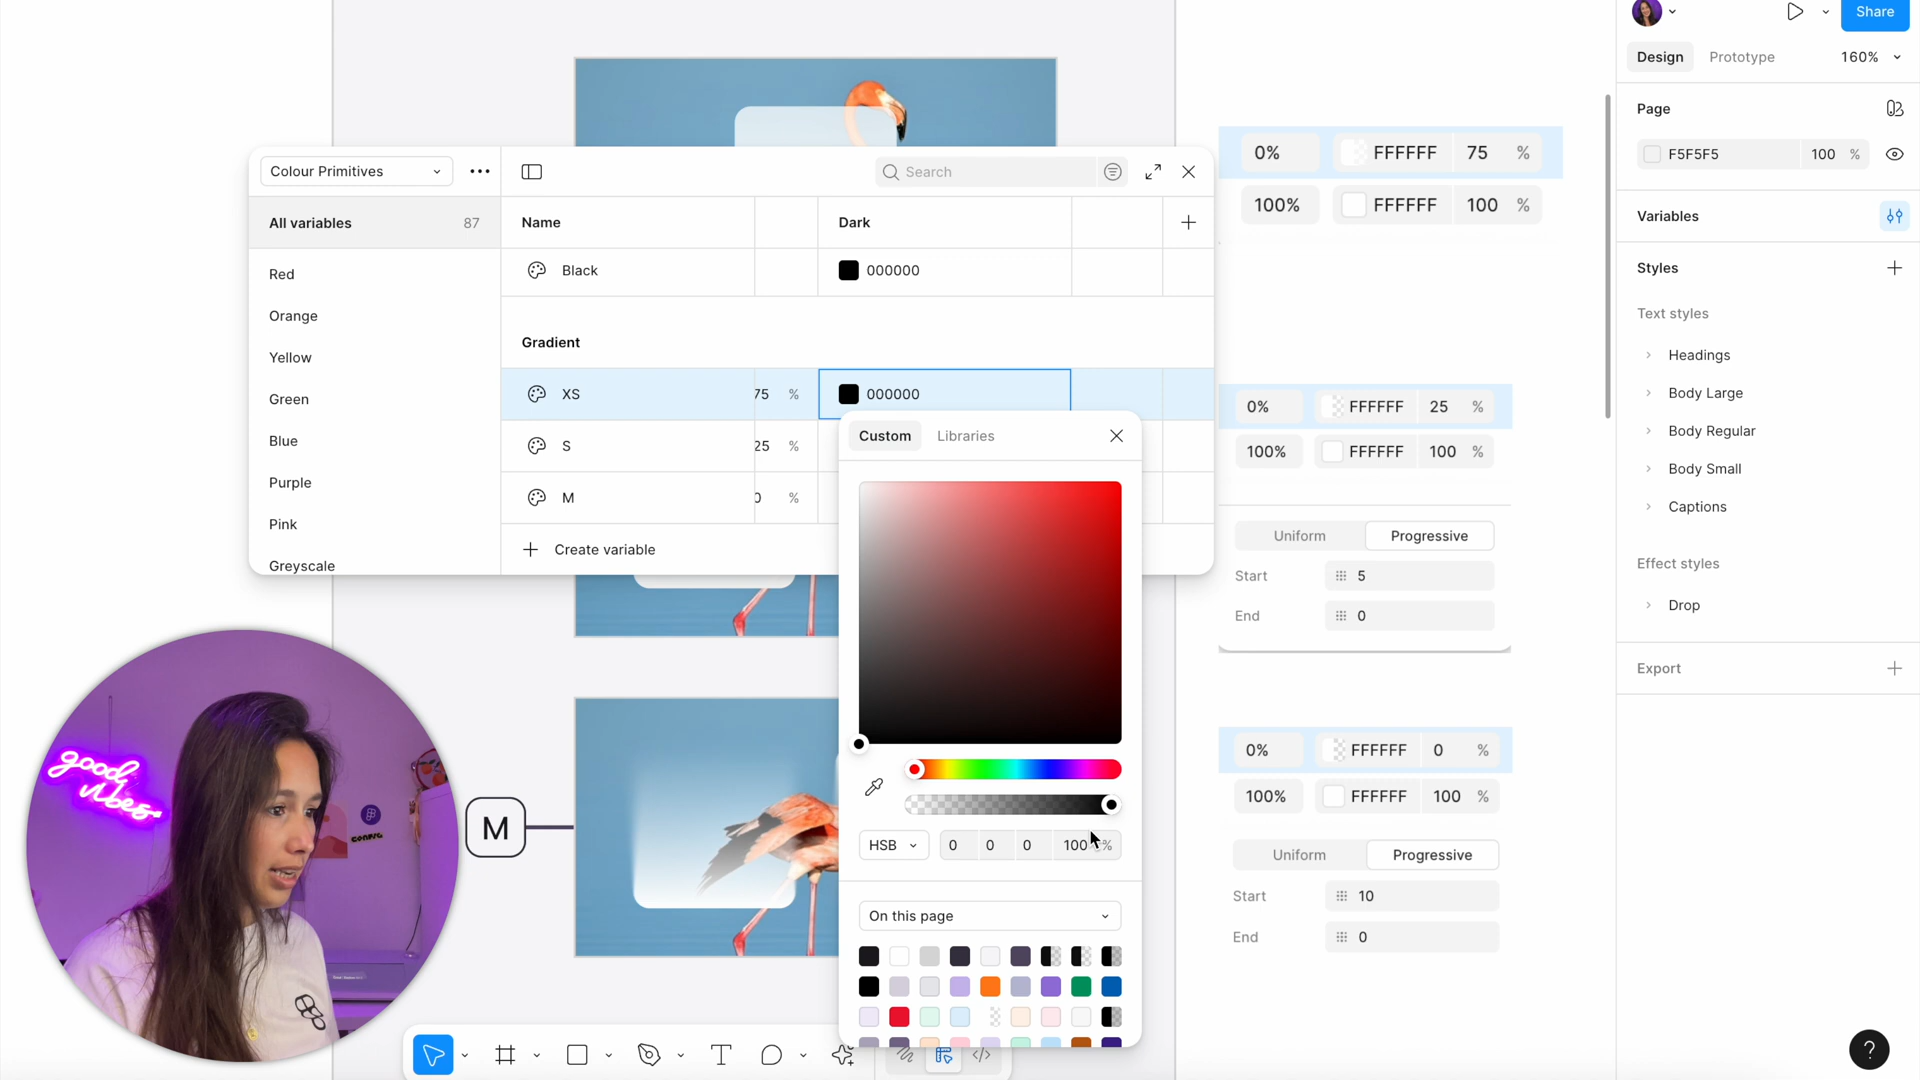 Share
Design
Prototype
160%
Page
F5F5F5
100 %
Variables
Styles
Text styles
Headings
Body Large
Body Regular
Body Small
Captions
Effect styles
Drop
Export
0% FFFFFF 75 %
100% FFFFFF 100 %
0% FFFFFF 25 %
100% FFFFFF 100 %
Uniform Progressive
Start 5
End 0
0% FFFFFF 0 %
100% FFFFFF 100 %
Uniform Progressive
Start 10
End 0
Colour Primitives
Search
All variables 87
Red
Orange
Yellow
Green
Blue
Purple
Pink
Greyscale
Name
Dark
Black
000000
Gradient
XS 75 % 000000
S 25 %
M 0 %
Create variable
Custom
Libraries
HSB 0 0 0 100 %
On this page
M
good
vibes
CONFIG
T
</>
?